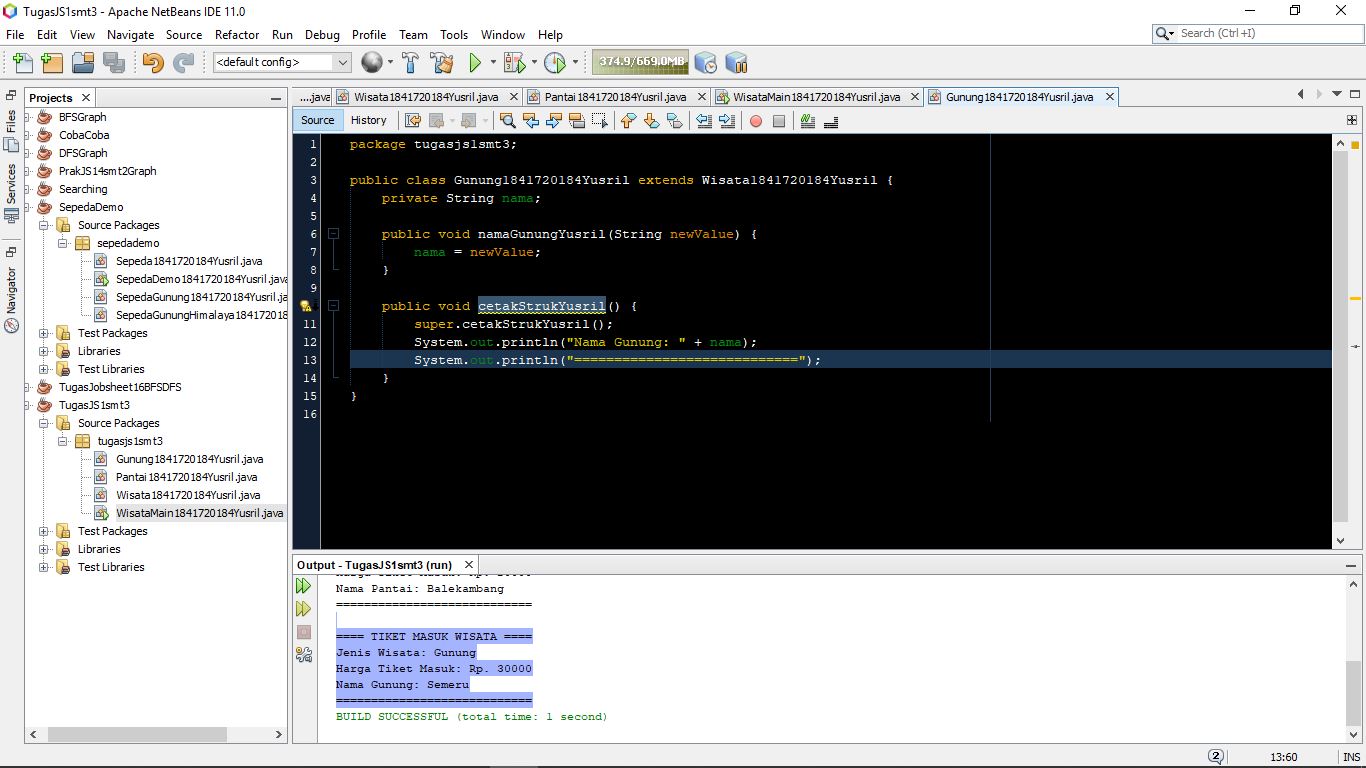 TugasJS1smt3 - Apache NetBeans IDE 11.0
File Edit View Navigate Source Refactor Run Debug Profile Team Tools Window Help
Search (Ctrl+I)
<default config>
374.9/669.0MB
Files
Services
Navigator
Projects
BFSGraph
CobaCoba
DFSGraph
PrakJS14smt2Graph
Searching
SepedaDemo
Source Packages
sepedademo
Sepeda1841720184Yusril.java
SepedaDemo1841720184Yusril.java
SepedaGunung1841720184Yusril.ja
SepedaGunungHimalaya184172018
Test Packages
Libraries
Test Libraries
TugasJobsheet16BFSDFS
TugasJS1smt3
Source Packages
tugasjs1smt3
Gunung1841720184Yusril.java
Pantai1841720184Yusril.java
Wisata1841720184Yusril.java
WisataMain1841720184Yusril.java
Test Packages
Libraries
Test Libraries
....java Wisata1841720184Yusril.java Pantai1841720184Yusril.java WisataMain1841720184Yusril.java Gunung1841720184Yusril.java
Source History
1 package tugasjs1smt3;
2
3 public class Gunung1841720184Yusril extends Wisata1841720184Yusril {
4 private String nama;
5
6 public void namaGunungYusril(String newValue) {
7 nama = newValue;
8 }
9
public void cetakStrukYusril() {
11 super.cetakStrukYusril();
12 System.out.println("Nama Gunung: " + nama);
13 System.out.println("============================");
14 }
15 }
16
Output - TugasJS1smt3 (run)
Nama Pantai: Balekambang
============================
==== TIKET MASUK WISATA ====
Jenis Wisata: Gunung
Harga Tiket Masuk: Rp. 30000
Nama Gunung: Semeru
============================
BUILD SUCCESSFUL (total time: 1 second)
2 13:60 INS